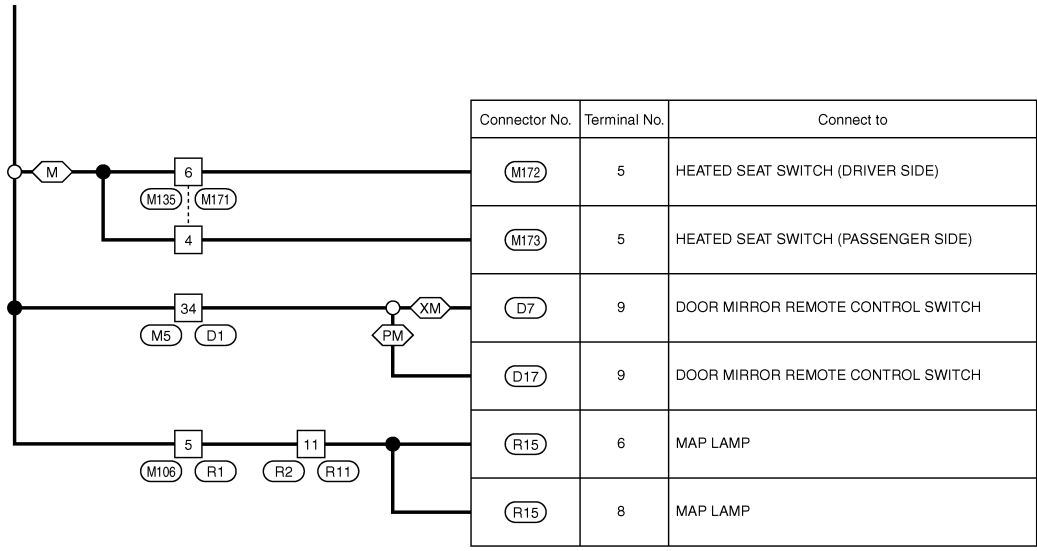 Connector No. Terminal No. Connect to
M 6 M172 5 HEATED SEAT SWITCH (DRIVER SIDE)
M135 M171
4 M173 5 HEATED SEAT SWITCH (PASSENGER SIDE)
34 XM D7 9 DOOR MIRROR REMOTE CONTROL SWITCH
M5 D1 PM
D17 9 DOOR MIRROR REMOTE CONTROL SWITCH
5 11 R15 6 MAP LAMP
M106 R1 R2 R11
R15 8 MAP LAMP